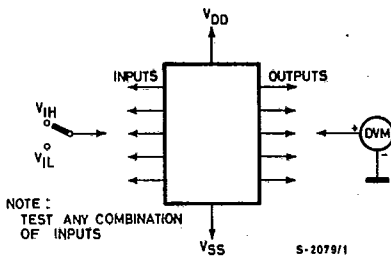 VDD
INPUTS
OUTPUTS
VIH
VIL
+
DVM
-
NOTE :
TEST ANY COMBINATION
OF INPUTS
VSS
S-2079/1